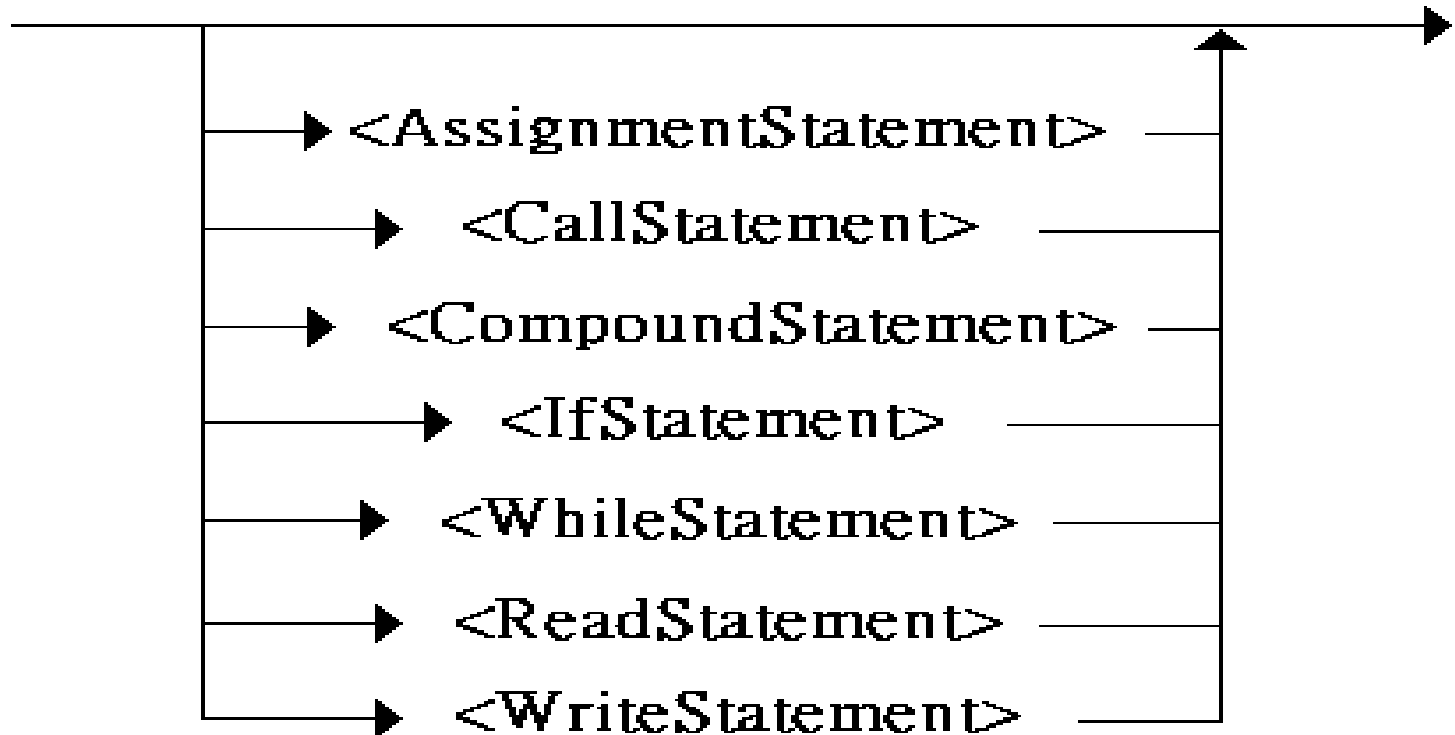 <AssignmentStatement>
<CallStatement>
<CompoundStatement>
<IfStatement>
<WhileStatement>
<ReadStatement>
<WriteStatement>